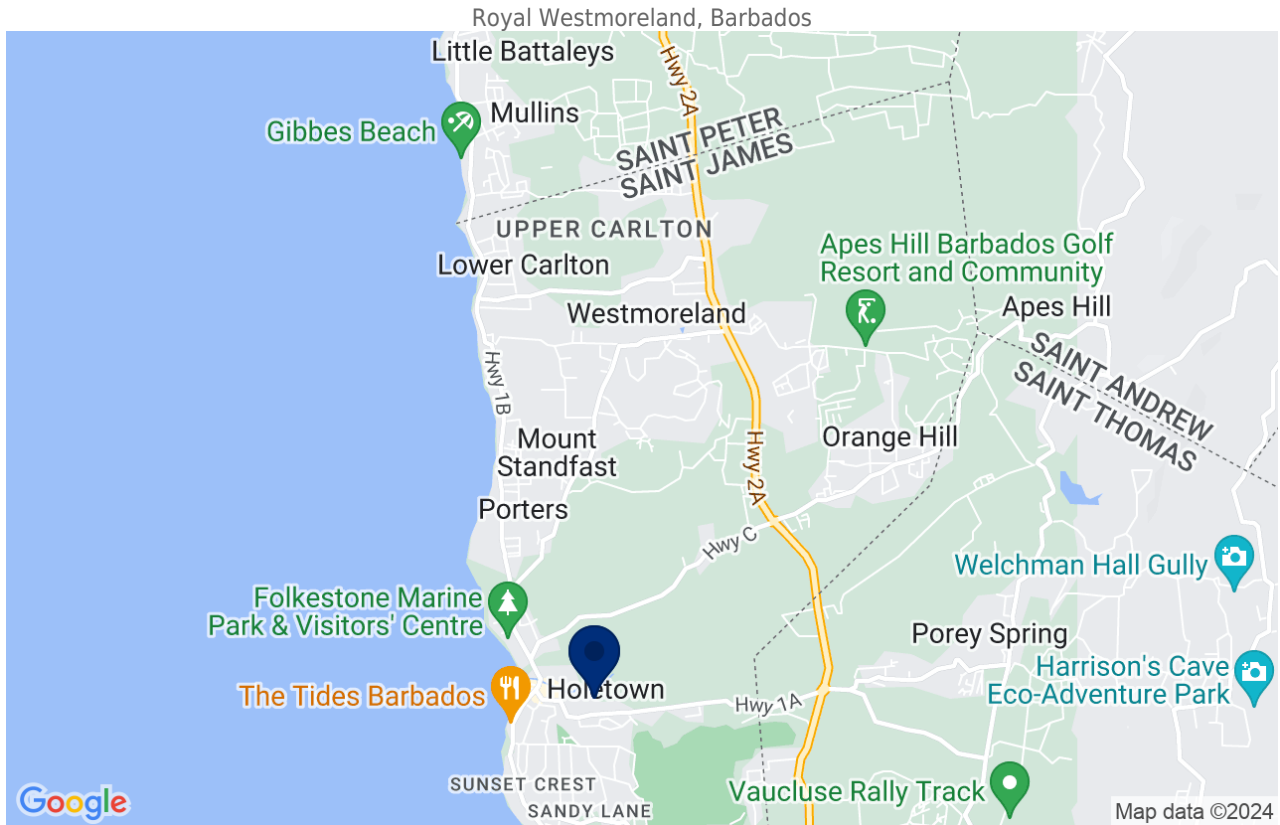 Royal Westmoreland, Barbados
Little Battaleys
Hwy 2A
Mullins
Gibbes Beach
SAINT PETER
SAINT JAMES
UPPER CARLTON
Apes Hill Barbados Golf
Resort and Community
Lower Carlton
Apes Hill
Westmoreland
Hwy 1B
SAINT ANDREW
SAINT THOMAS
Mount
Standfast
Orange Hill
Hwy 2A
Porters
Hwy C
Welchman Hall Gully
Folkestone Marine
Park & Visitors' Centre
Porey Spring
Harrison's Cave
Eco-Adventure Park
The Tides Barbados
Holetown
Hwy 1A
SUNSET CREST
Vaucluse Rally Track
SANDY LANE
Google
Map data ©2024